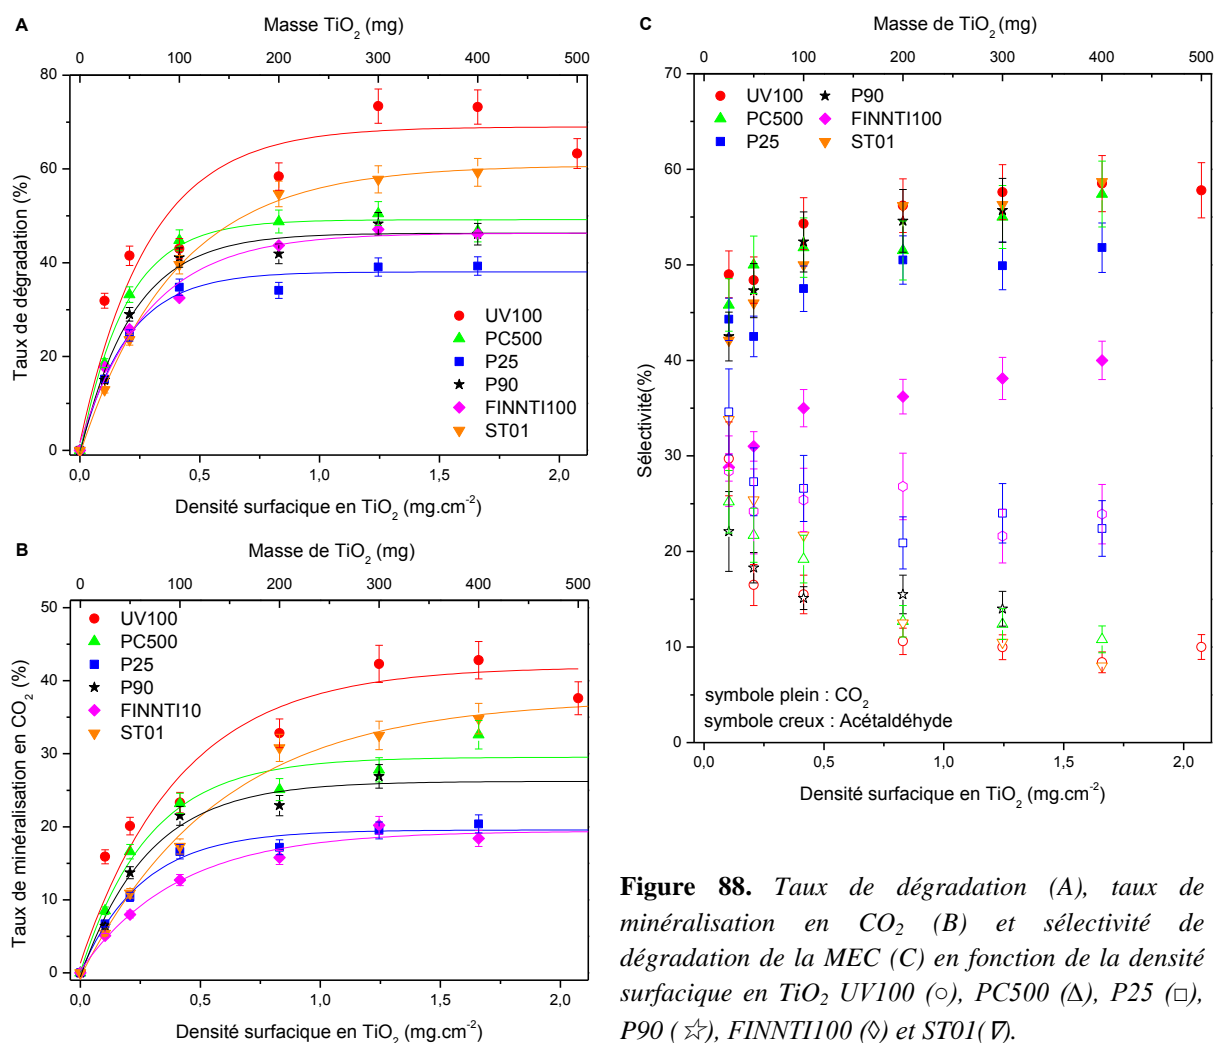 A
Masse TiO2 (mg)
0 100 200 300 400 500
80
60
40
20
0
Taux de dégradation (%)
UV100
PC500
P25
P90
FINNTI100
ST01
0,0 0,5 1,0 1,5 2,0
Densité surfacique en TiO2 (mg.cm-2)
B
Masse de TiO2 (mg)
0 100 200 300 400 500
50
40
30
20
10
0
Taux de minéralisation en CO2 (%)
UV100
PC500
P25
P90
FINNTI10
ST01
0,0 0,5 1,0 1,5 2,0
Densité surfacique en TiO2 (mg.cm-2)
C
Masse de TiO2 (mg)
0 100 200 300 400 500
70
60
50
40
30
20
10
0
Sélectivité(%)
UV100 P90
PC500 FINNTI100
P25 ST01
symbole plein : CO2
symbole creux : Acétaldéhyde
0,0 0,5 1,0 1,5 2,0
Densité surfacique en TiO2 (mg.cm-2)
Figure 88. Taux de dégradation (A), taux de
minéralisation en CO2 (B) et sélectivité de
dégradation de la MEC (C) en fonction de la densité
surfacique en TiO2 UV100 (○), PC500 (Δ), P25 (□),
P90 (☆), FINNTI100 (◊) et ST01(∇).